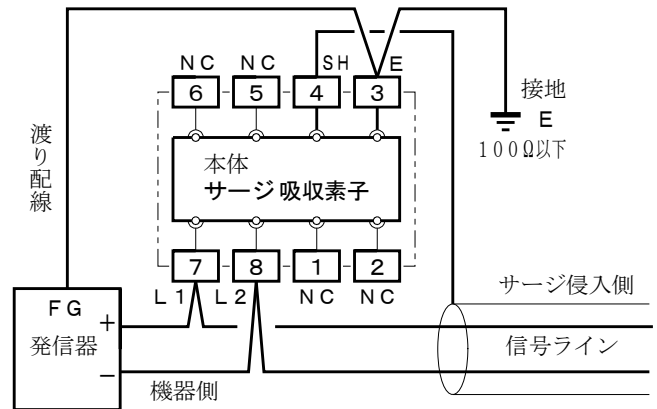 NC NC SH E
6 5 4 3
接地
E
100Ω以下
渡り配線
本体
サージ吸収素子
7 8 1 2
L1 L2 NC NC
サージ侵入側
FG
+
発信器
信号ライン
−
機器側